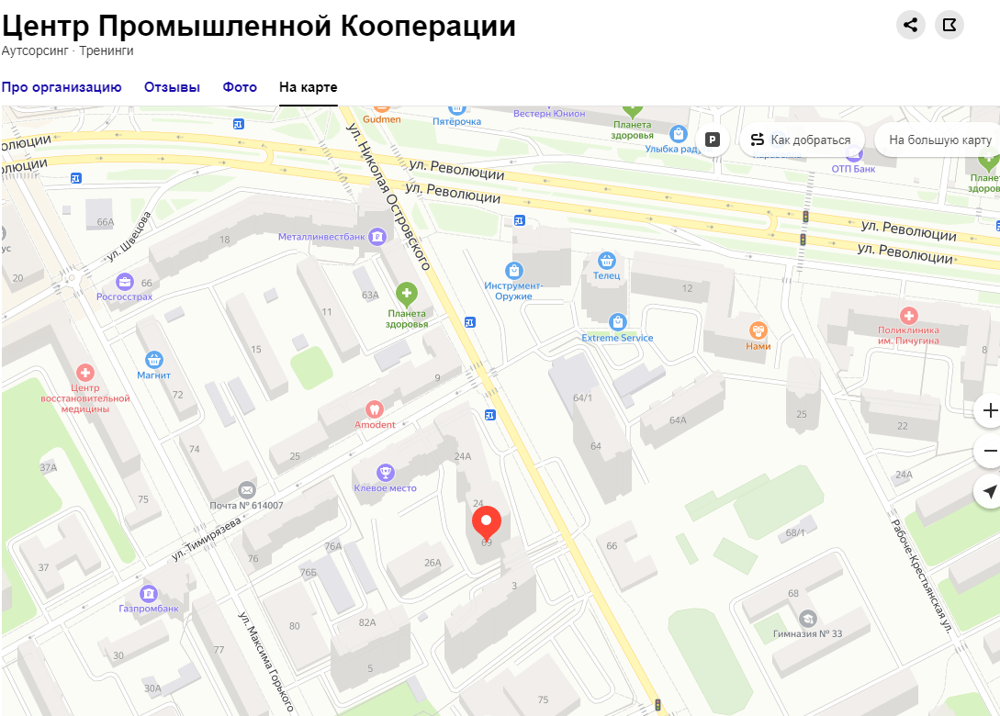 Центр Промышленной Кооперации
Аутсорсинг · Тренинги
Про организацию
Отзывы
Фото
На карте
Gudmen
Пятёрочка
Вестерн Юнион
Планета
здоровья
Улыбка раду
P
Как добраться
На большую карту
ОТП Банк
Плане
здоров
олюции
олюции
ул. Николая Островского
ул. Революции
ул. Революции
ул. Революции
ул. Революции
66А
ул. Швецова
18
Металлинвестбанк
ус
20
66
Росгосстрах
63А
11
Планета
здоровья
Инструмент-
Оружие
Телец
12
Extreme Service
Нами
Поликлиника
им. Пичугина
8
15
Магнит
72
9
Центр
восстановительной
медицины
Amodent
64/1
64А
25
22
64
74
25
24А
37А
Клевое место
24А
75
Почта № 614007
24
69
ул. Тимирязева
68/1
Рабоче-Крестьянская ул.
37
76
76А
26А
66
76Б
3
68
Газпромбанк
80
82А
Гимназия № 33
ул. Максима Горького
30
77
5
30А
75